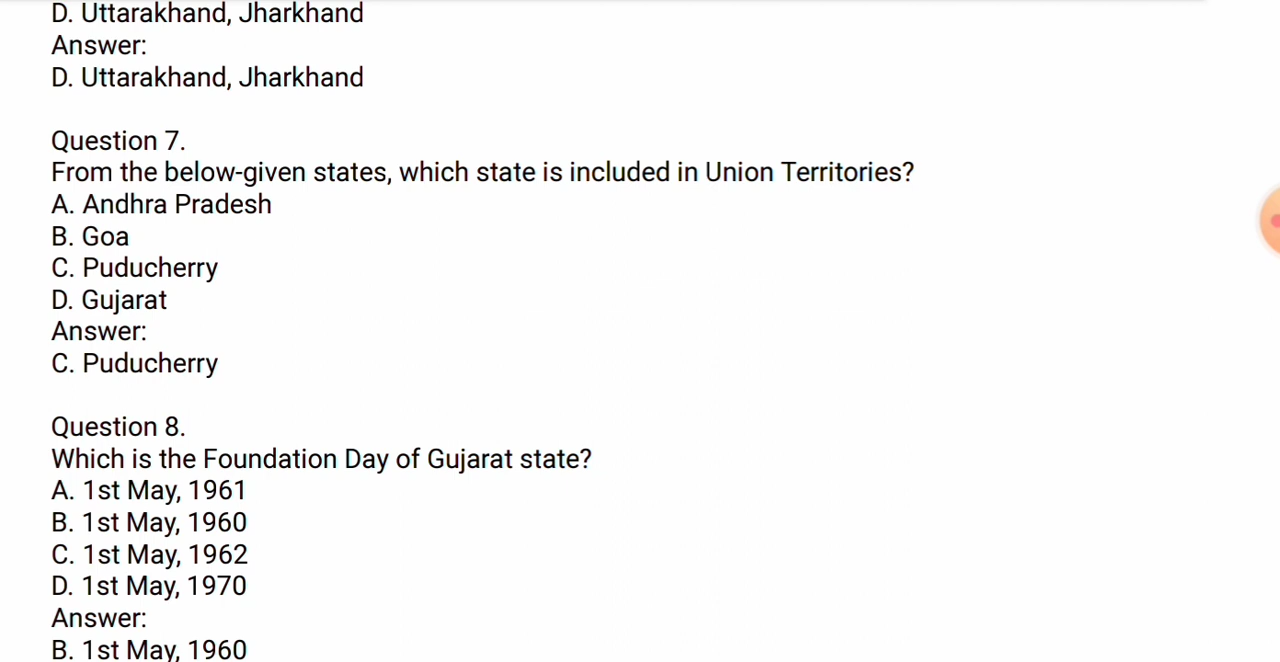 D. Uttarakhand, Jharkhand
Answer:
D. Uttarakhand, Jharkhand
Question 7.
From the below-given states, which state is included in Union Territories?
A. Andhra Pradesh
B. Goa
C. Puducherry
D. Gujarat
Answer:
C. Puducherry
Question 8.
Which is the Foundation Day of Gujarat state?
A. 1st May, 1961
B. 1st May, 1960
C. 1st May, 1962
D. 1st May, 1970
Answer:
B. 1st May, 1960